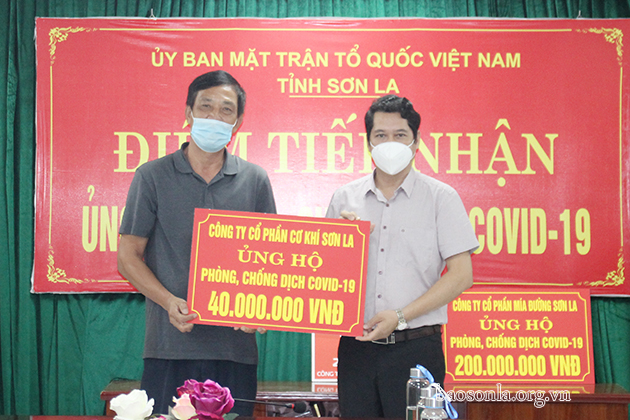 ỦY BAN MẶT TRẬN TỔ QUỐC VIỆT NAM
TỈNH SƠN LA
ĐIỂM TIẾP NHẬN
ỦNG COVID-19
CÔNG TY CỔ PHẦN CƠ KHÍ SƠN LA
ỦNG HỘ
PHÒNG, CHỐNG DỊCH COVID-19
40.000.000 VNĐ
CÔNG TY CỔ PHẦN MÍA ĐƯỜNG SƠN LA
ỦNG HỘ
PHÒNG, CHỐNG DỊCH COVID-19
200.000.000 VNĐ
baosonla.org.vn